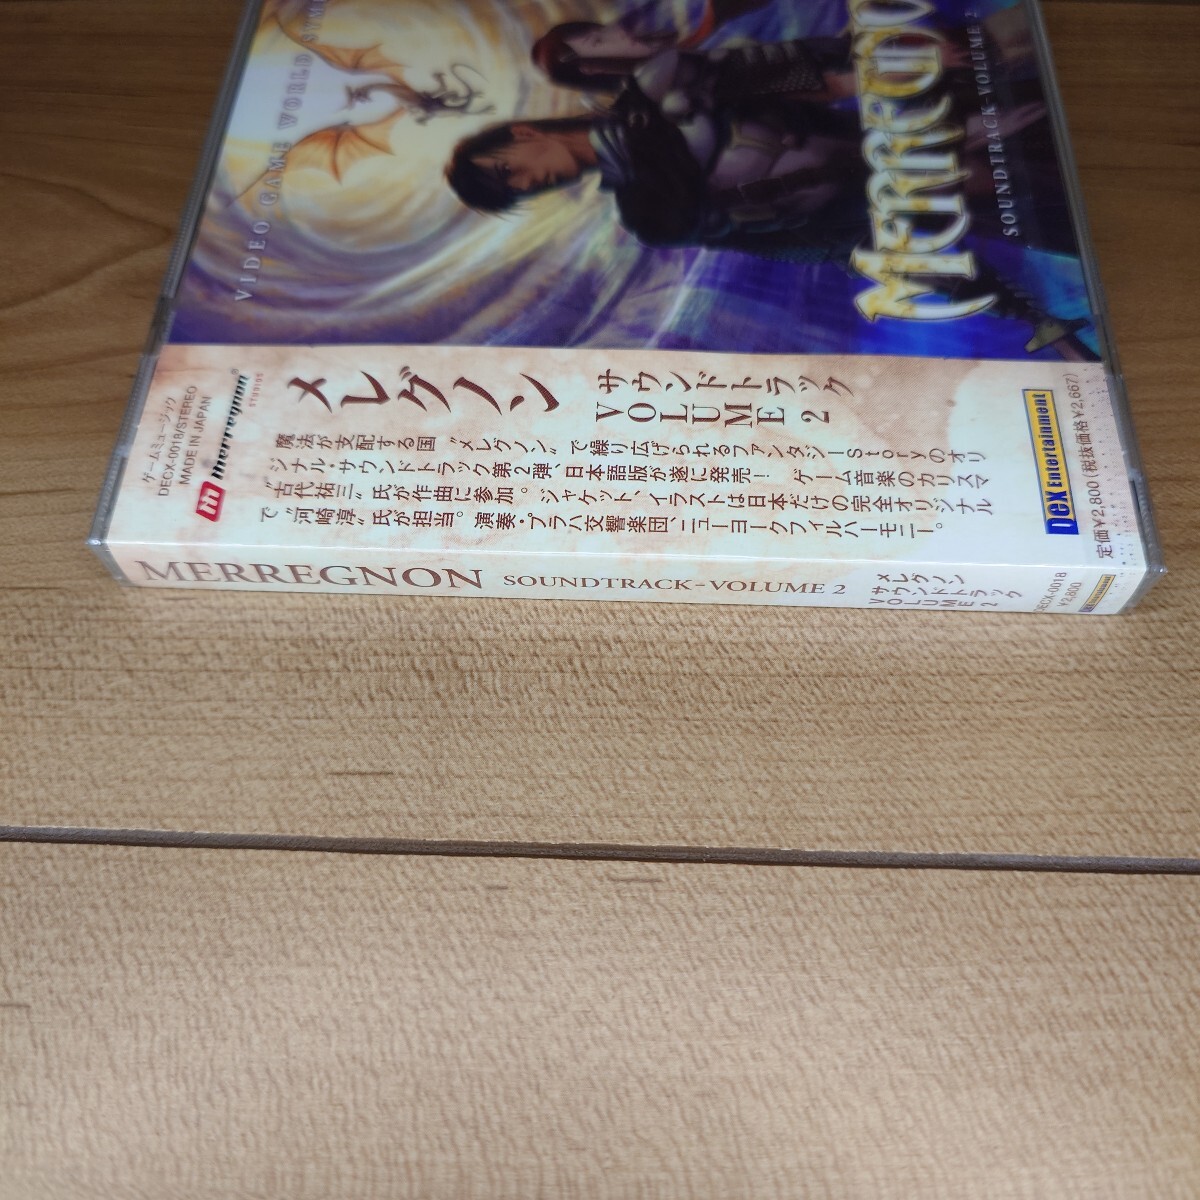 VIDEO GAME WORLD
MERREGNON
SOUNDTRACK-VOLUME 2
ゲームミュージック
DECX-0018/STEREO
MADE IN JAPAN
merregnon
STUDIOS
メレグノン
サウンドトラック
VOLUME 2
魔法が支配する国“メレグノン”で繰り広げられるファンタジーStoryのオリ
ジナル・サウンドトラック第2弾、日本語版が遂に発売! ゲーム音楽のカリスマ
“古代祐三”氏が作曲に参加。ジャケット、イラストは日本だけの完全オリジナル
で“河崎淳”氏が担当。演奏・プラハ交響楽団、ニューヨークフィルハーモニー。
Dex Entertainment
定価¥2,800(税抜価格¥2,667)
MERREGNON SOUNDTRACK-VOLUME 2
メレグノン
サウンドトラック
VOLUME 2
DECX-0018
¥2,800